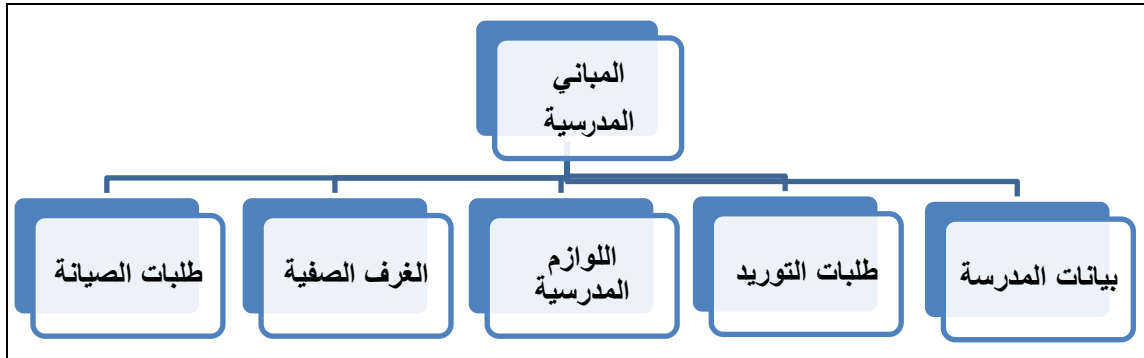 المباني
المدرسية
بيانات المدرسة
طلبات التوريد
اللوازم
المدرسية
الغرف الصفية
طلبات الصيانة